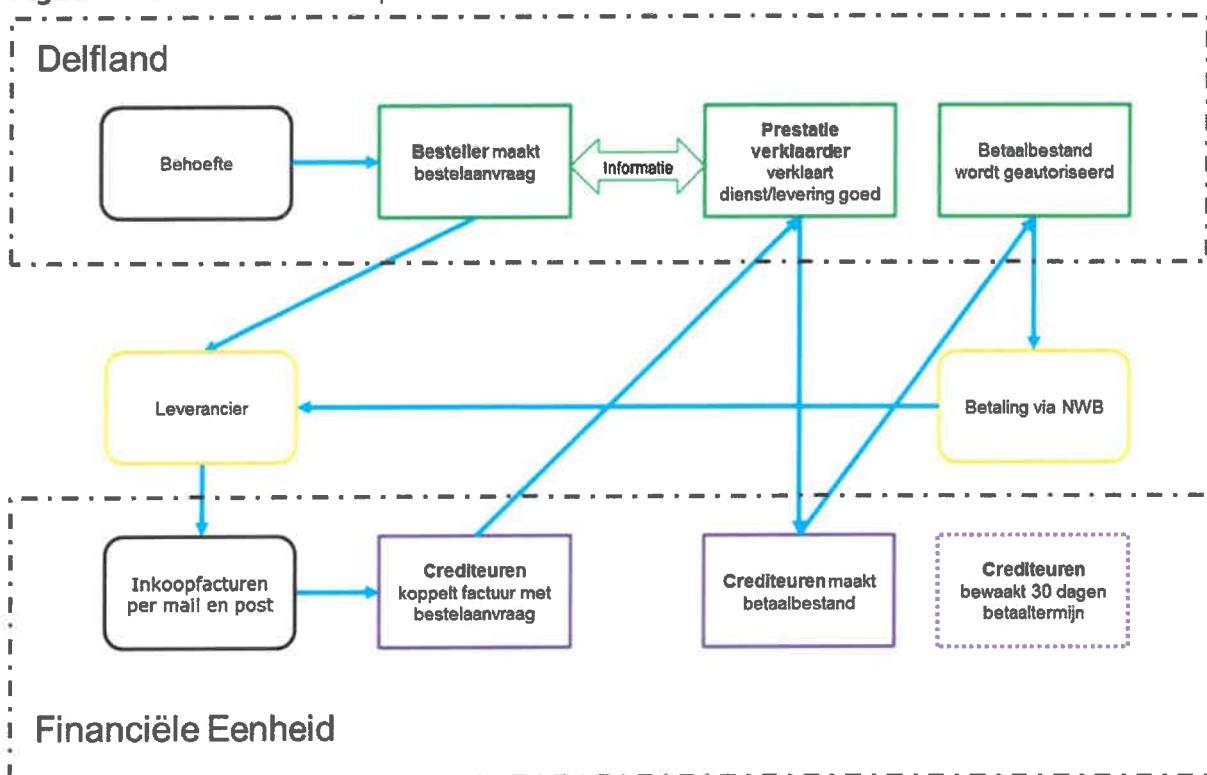 Delfland
Behoefte
Besteller maakt
bestelaanvraag
Informatie
Prestatie
verklaarder
verklaart
dienst/levering goed
Betaalbestand
wordt geautoriseerd
Leverancier
Betaling via NWB
Inkoopfacturen
per mail en post
Crediteuren
koppelt factuur met
bestelaanvraag
Crediteuren maakt
betaalbestand
Crediteuren
bewaakt 30 dagen
betaaltermijn
Financiële Eenheid